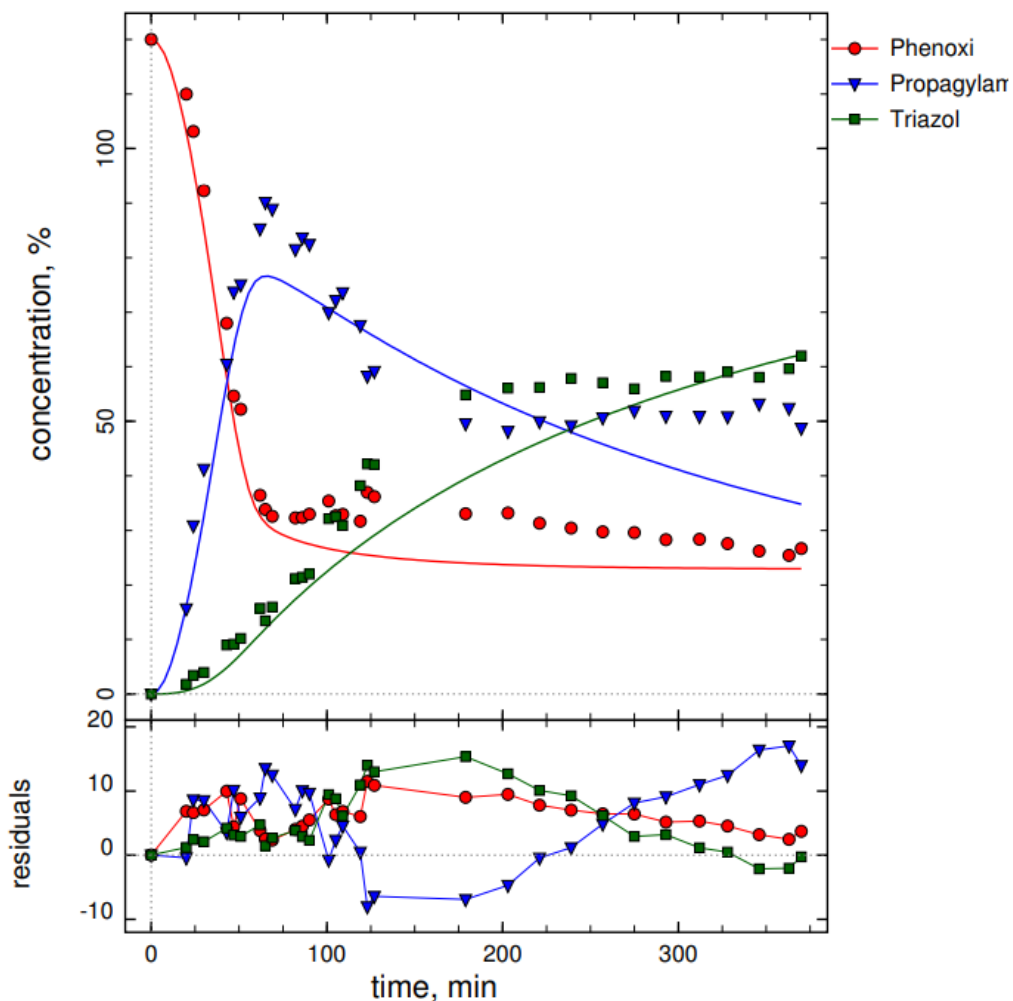 Phenoxi
Propagylam
Triazol
concentration, %
100
50
0
residuals
20
10
0
-10
0
100
200
300
time, min